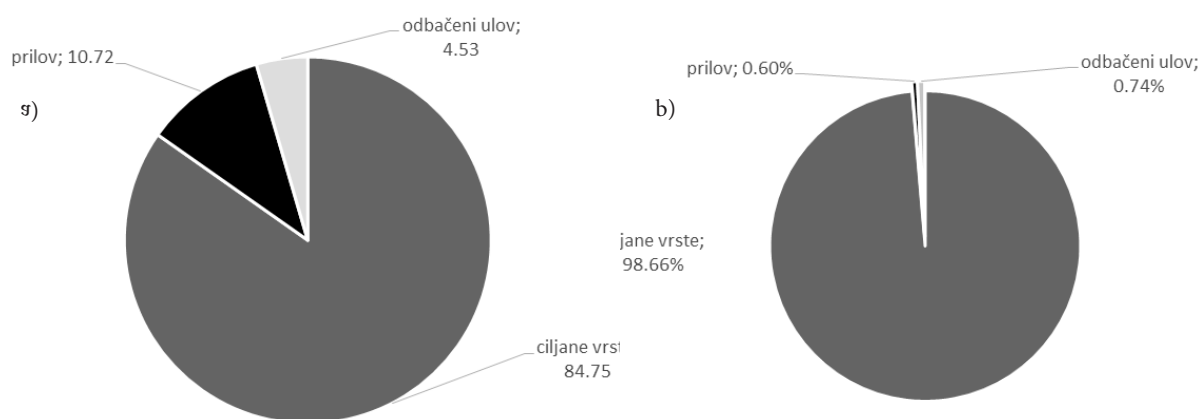 odbačeni ulov;
4.53
prilov; 10.72
a)
ciljane vrst
84.75
b)
prilov; 0.60%
odbačeni ulov;
0.74%
jane vrste;
98.66%